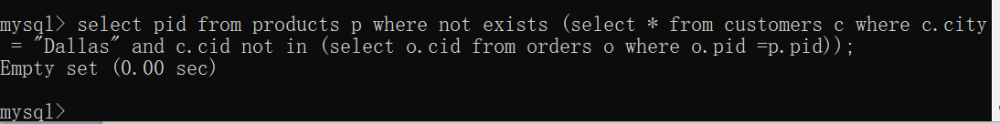 mysql> select pid from products p where not exists (select * from customers c where c.city
 = "Dallas" and c.cid not in (select o.cid from orders o where o.pid =p.pid));
Empty set (0.00 sec)
mysql>